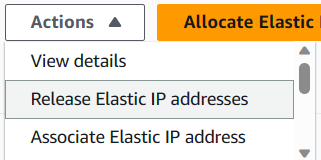 Actions
Allocate Elastic
View details
Release Elastic IP addresses
Associate Elastic IP address